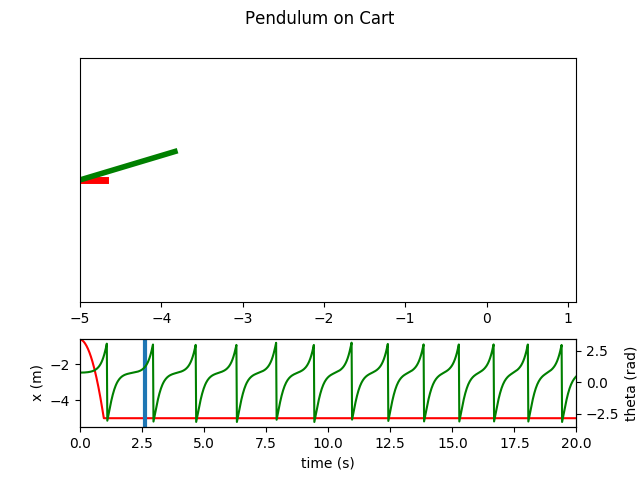 Pendulum on Cart
−5 −4 −3 −2 −1 0 1
−2
−4
x (m)
2.5
0.0
−2.5
theta (rad)
0.0 2.5 5.0 7.5 10.0 12.5 15.0 17.5 20.0
time (s)